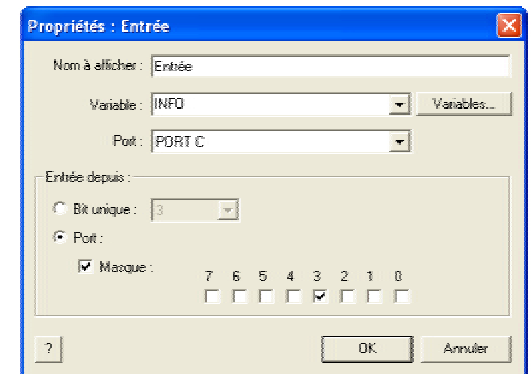 Propriétés : Entrée
Nom à afficher : Entrée
Variable : INFO Variables...
Port : PORT C
Entrée depuis :
Bit unique : 3
Port :
Masque : 7 6 5 4 3 2 1 0
? OK Annuler